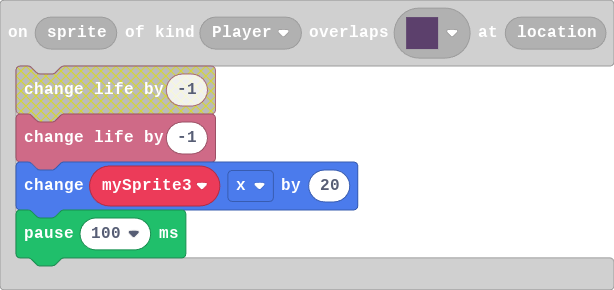 on sprite of kind Player overlaps at location
change life by -1
change life by -1
change mySprite3 x by 20
pause 100 ms